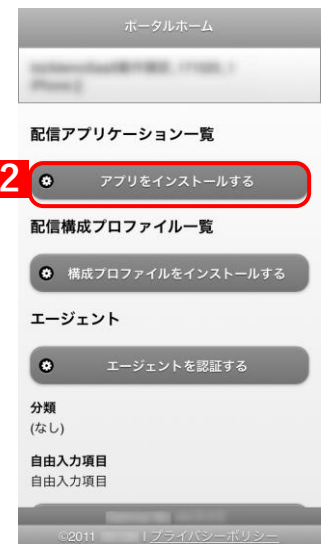 ポータルホーム
配信アプリケーション一覧
2
アプリをインストールする
配信構成プロファイル一覧
構成プロファイルをインストールする
エージェント
エージェントを認証する
分類
(なし)
自由入力項目
自由入力項目
©2011 | プライバシーポリシー